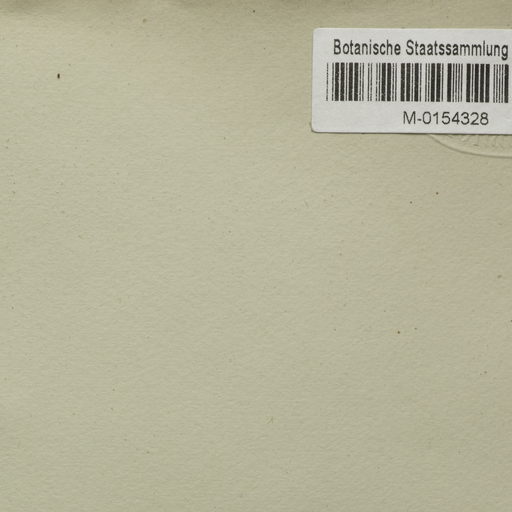 Botanische Staatssammlung
M-0154328